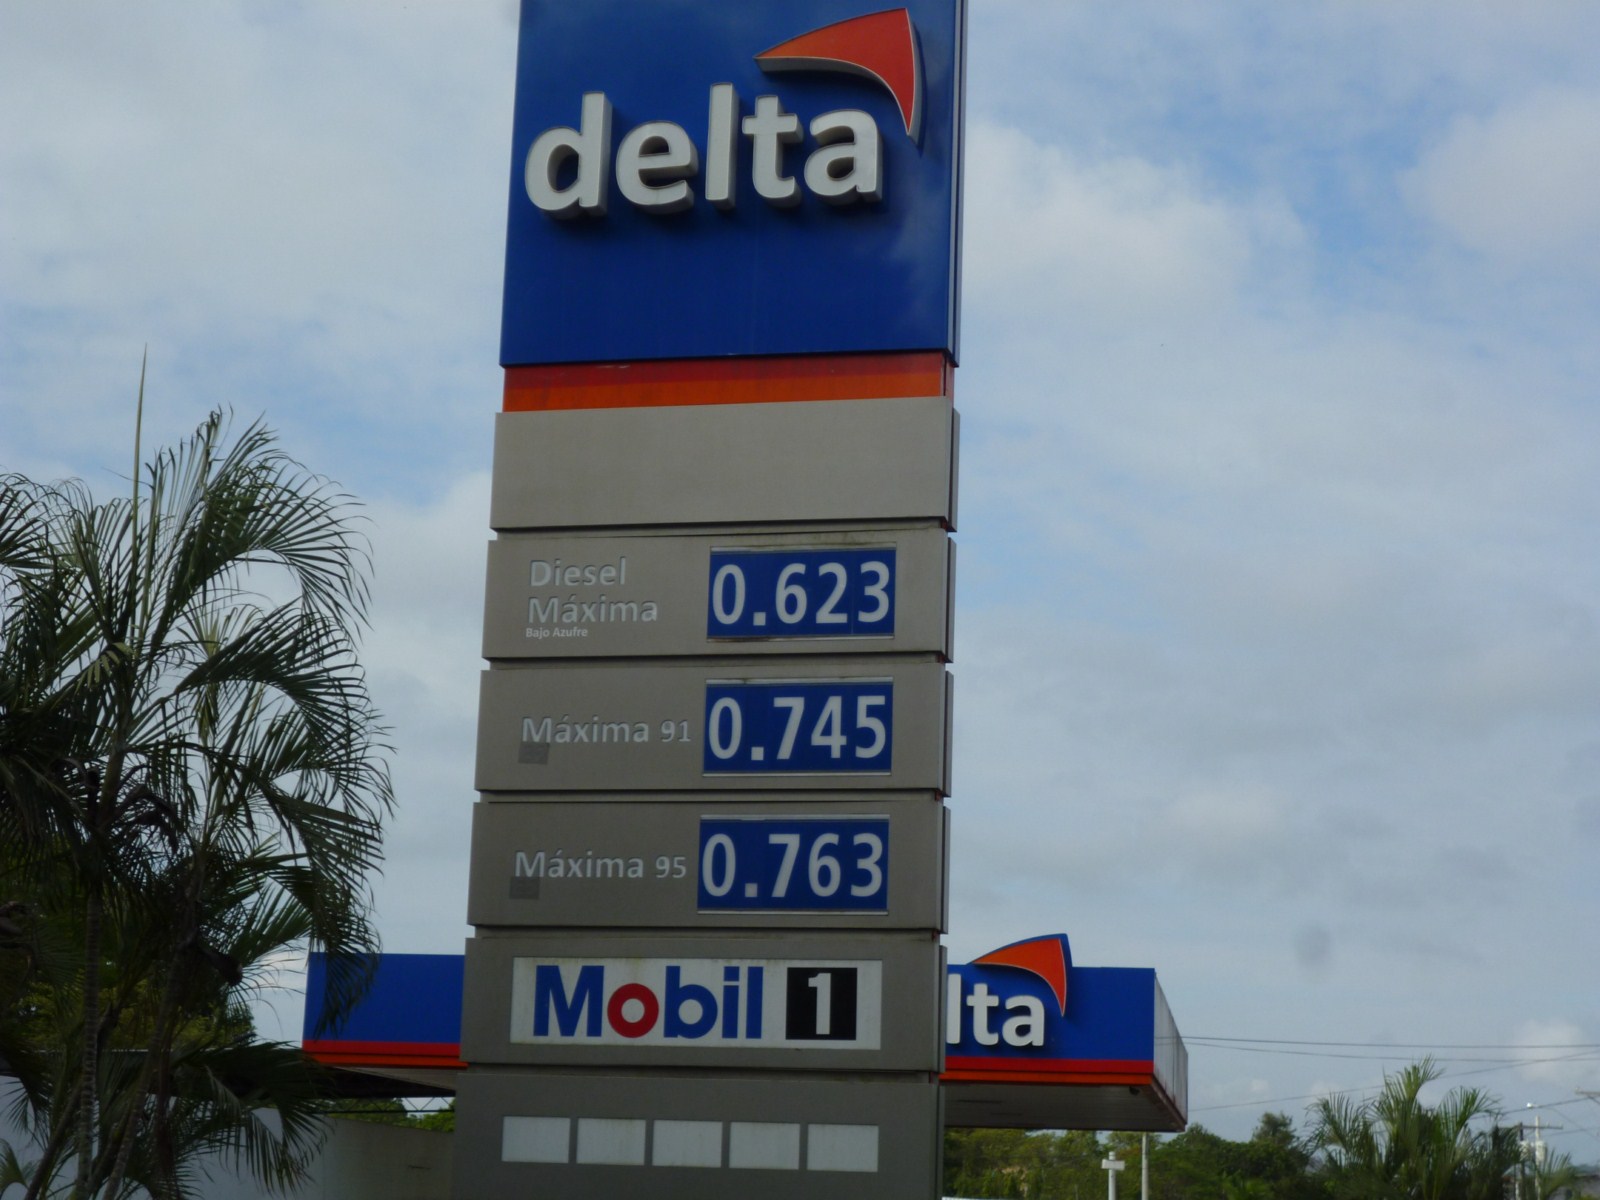 delta
Diesel
Máxima
Bajo Azufre
0.623
Máxima 91
0.745
Máxima 95
0.763
Mobil 1
lta